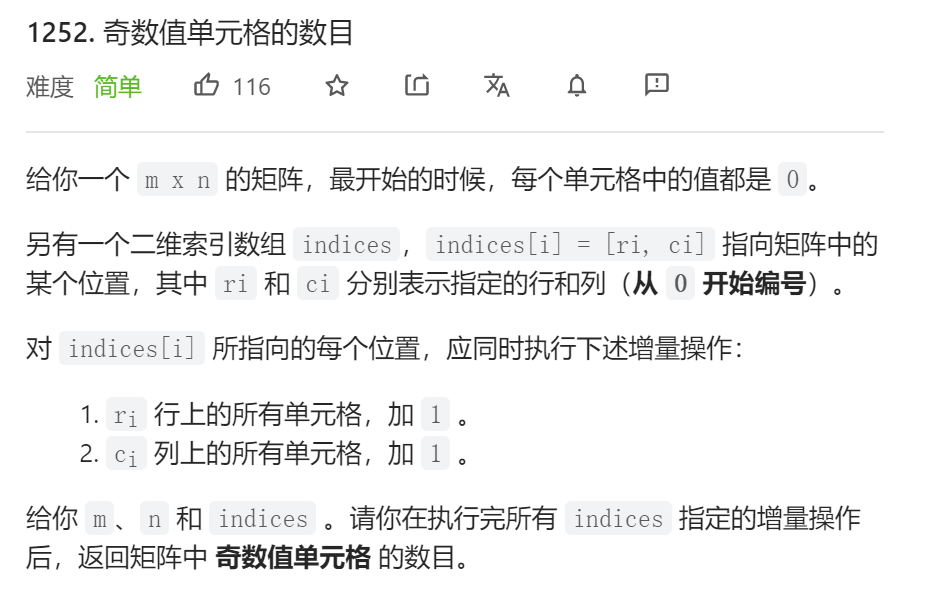 1252. 奇数值单元格的数目
难度 简单 116
给你一个 m x n 的矩阵，最开始的时候，每个单元格中的值都是 0。
另有一个二维索引数组 indices，indices[i] = [ri, ci] 指向矩阵中的
某个位置，其中 ri 和 ci 分别表示指定的行和列（从 0 开始编号）。
对 indices[i] 所指向的每个位置，应同时执行下述增量操作：
1. ri 行上的所有单元格，加 1 。
2. ci 列上的所有单元格，加 1 。
给你 m、n 和 indices 。请你在执行完所有 indices 指定的增量操作
后，返回矩阵中 奇数值单元格 的数目。